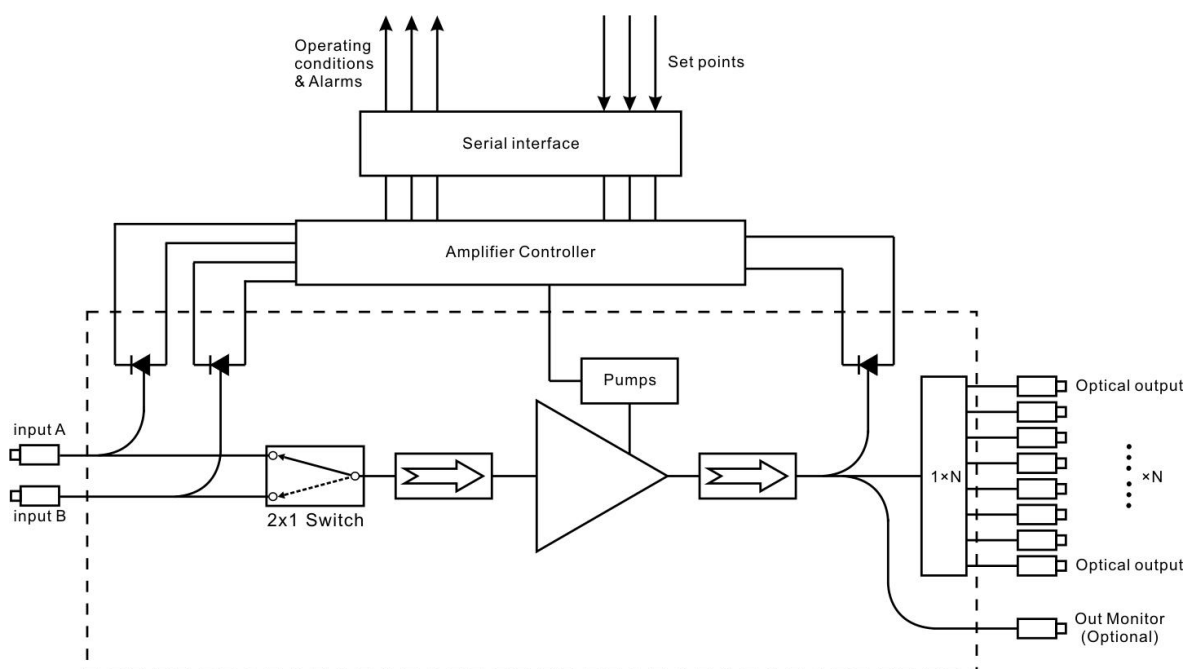 Operating
conditions
& Alarms
Set points
Serial interface
Amplifier Controller
Pumps
input A
input B
2x1 Switch
1×N
Optical output
×N
Optical output
Out Monitor
(Optional)